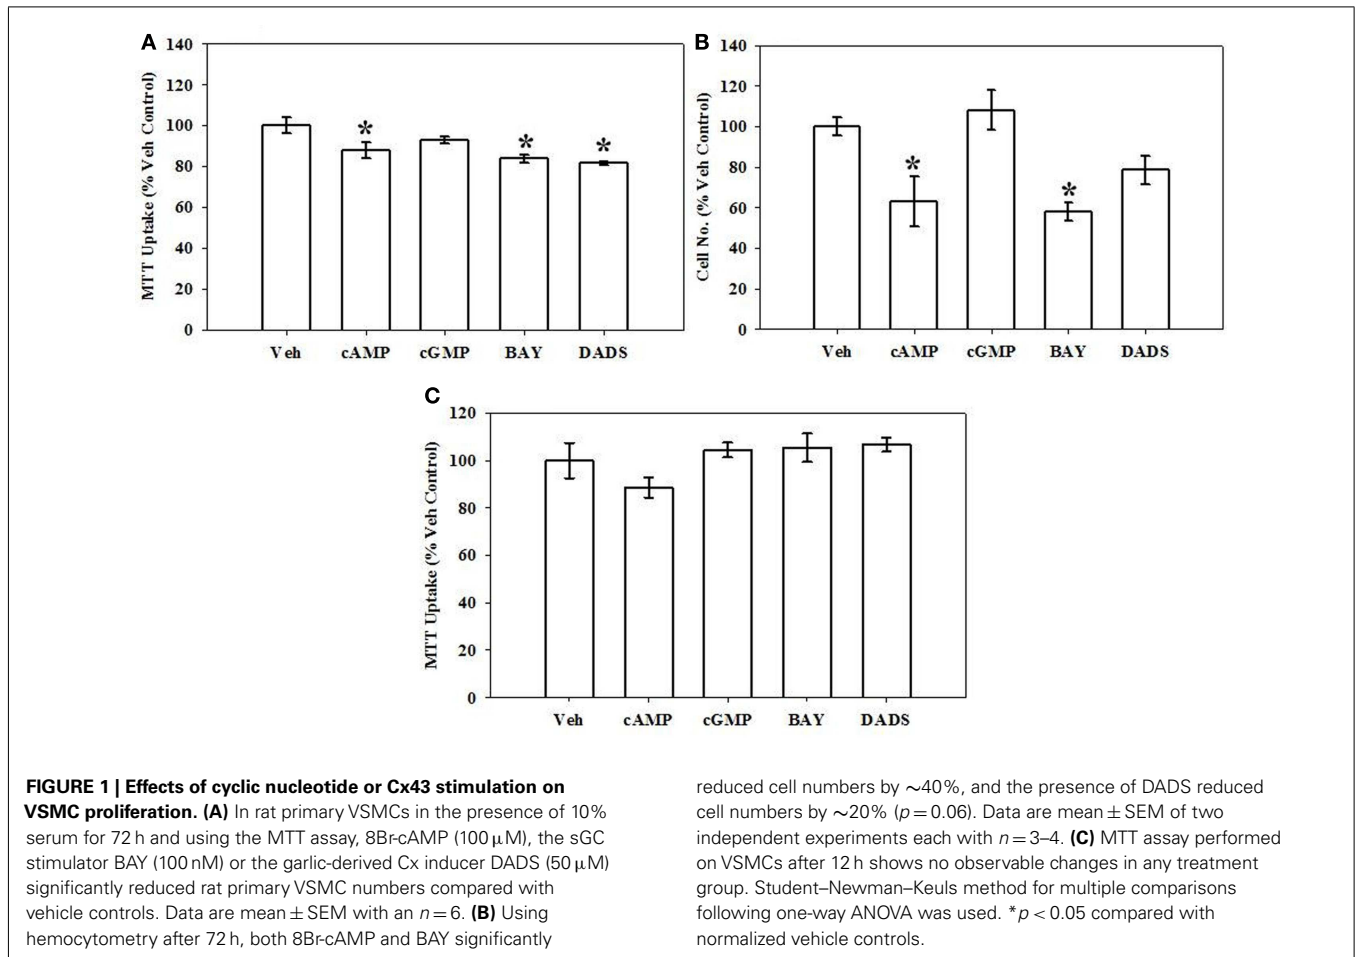 A
140
120
100
80
60
40
20
0
MTT Uptake (% Veh Control)
*
*
*
Veh cAMP cGMP BAY DADS
B
140
120
100
80
60
40
20
0
Cell No. (% Veh Control)
*
*
Veh cAMP cGMP BAY DADS
C
120
100
80
60
40
20
0
MTT Uptake (% Veh Control)
Veh cAMP cGMP BAY DADS
FIGURE 1 | Effects of cyclic nucleotide or Cx43 stimulation on
VSMC proliferation. (A) In rat primary VSMCs in the presence of 10%
serum for 72 h and using the MTT assay, 8Br-cAMP (100 μM), the sGC
stimulator BAY (100 nM) or the garlic-derived Cx inducer DADS (50 μM)
significantly reduced rat primary VSMC numbers compared with
vehicle controls. Data are mean ± SEM with an n = 6. (B) Using
hemocytometry after 72 h, both 8Br-cAMP and BAY significantly
reduced cell numbers by ∼40%, and the presence of DADS reduced
cell numbers by ∼20% (p = 0.06). Data are mean ± SEM of two
independent experiments each with n = 3–4. (C) MTT assay performed
on VSMCs after 12 h shows no observable changes in any treatment
group. Student–Newman–Keuls method for multiple comparisons
following one-way ANOVA was used. *p < 0.05 compared with
normalized vehicle controls.